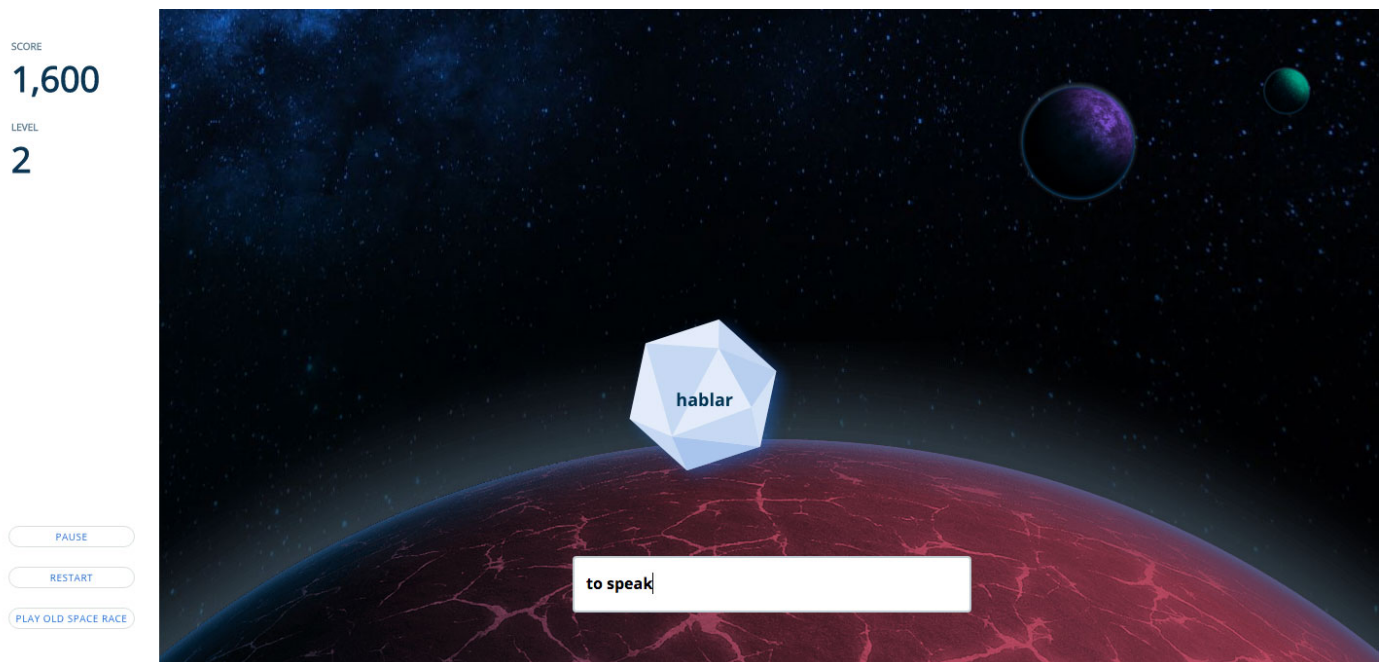 SCORE
1,600
LEVEL
2
hablar
PAUSE
RESTART
to speak
PLAY OLD SPACE RACE